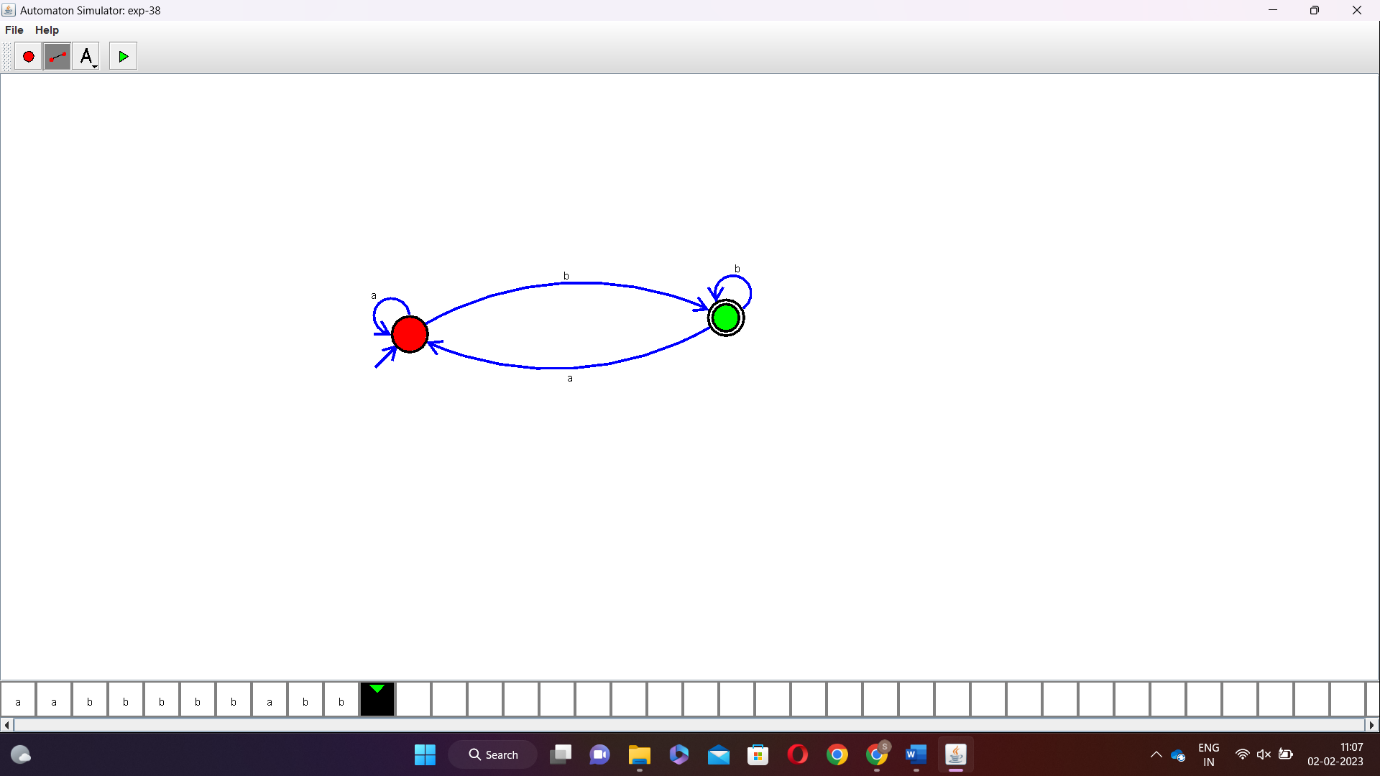 Automaton Simulator: exp-38
File Help
A
a
b
b
a
a a b b b b b a b b
Search
S
W
ENG
IN
11:07
02-02-2023